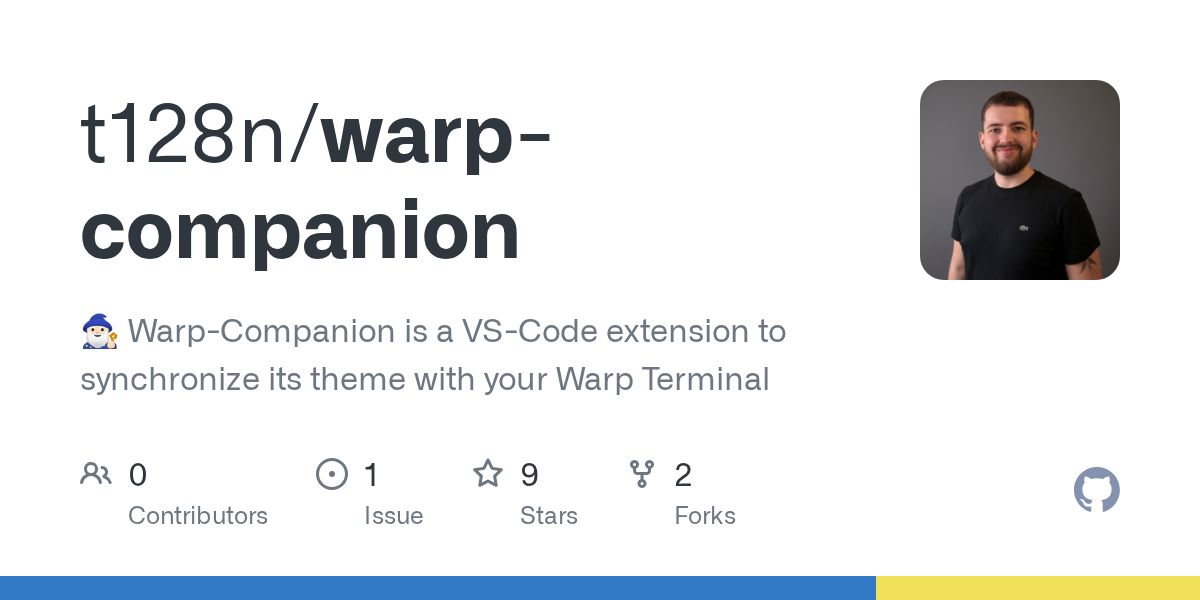 t128n/warp-
companion
Warp-Companion is a VS-Code extension to
synchronize its theme with your Warp Terminal
0 1 9 2
Contributors Issue Stars Forks